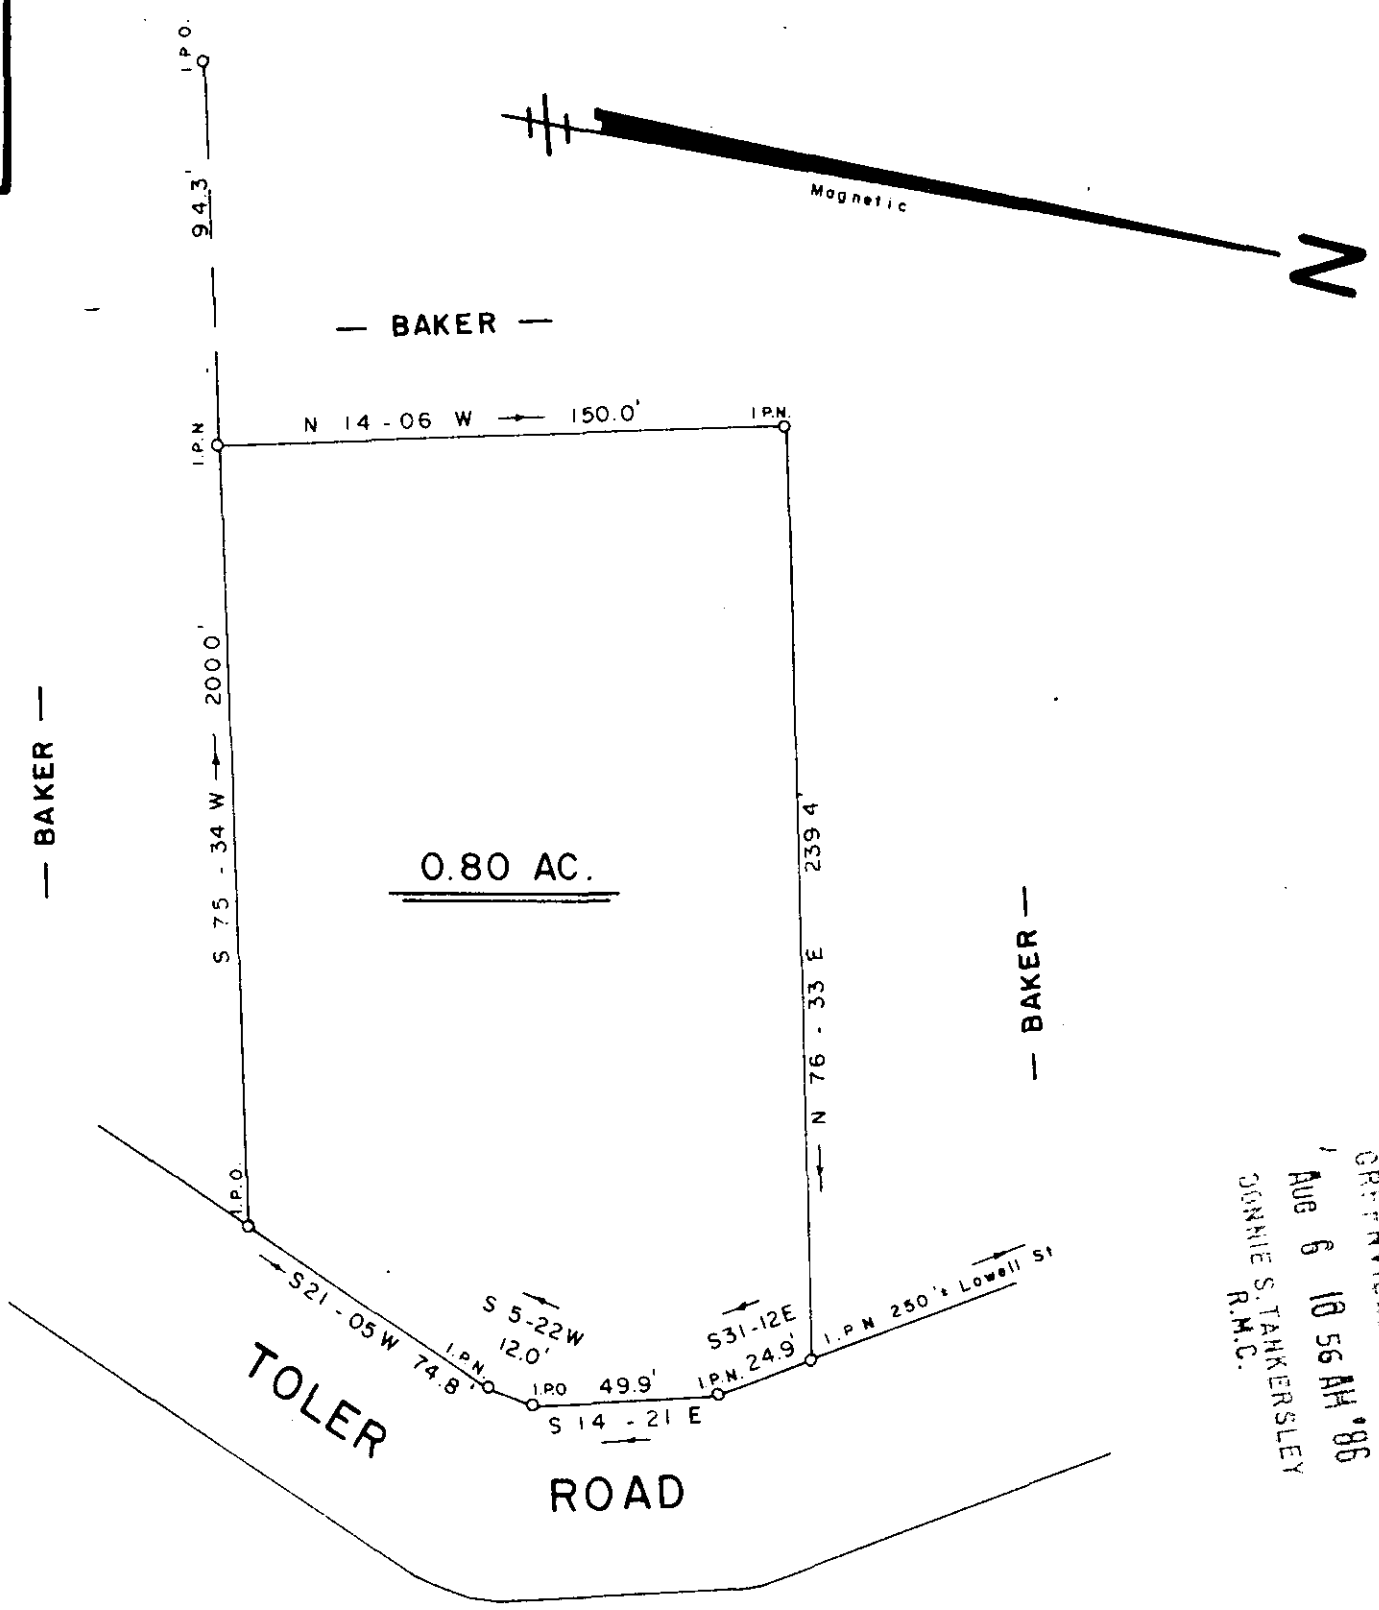 I.P.O.
94.3'
Magnetic
N
— BAKER —
I.P.N
N 14 - 06 W 150.0'
I.P.N.
S 75 - 34 W 200 0'
— BAKER —
0.80 AC.
N 76 - 33 E 239 4'
— BAKER —
I.P.O.
S 21 - 05 W 74.8'
I.P.N.
S 5-22W
12.0'
I.P.O
49.9'
S 14 - 21 E
I.P.N.
S31-12E
24.9'
I.P.N 250'± Lowell St
TOLER
ROAD
AUG 6 10 56 AM '86
DONNIE S. TANKERSLEY
R.M.C.